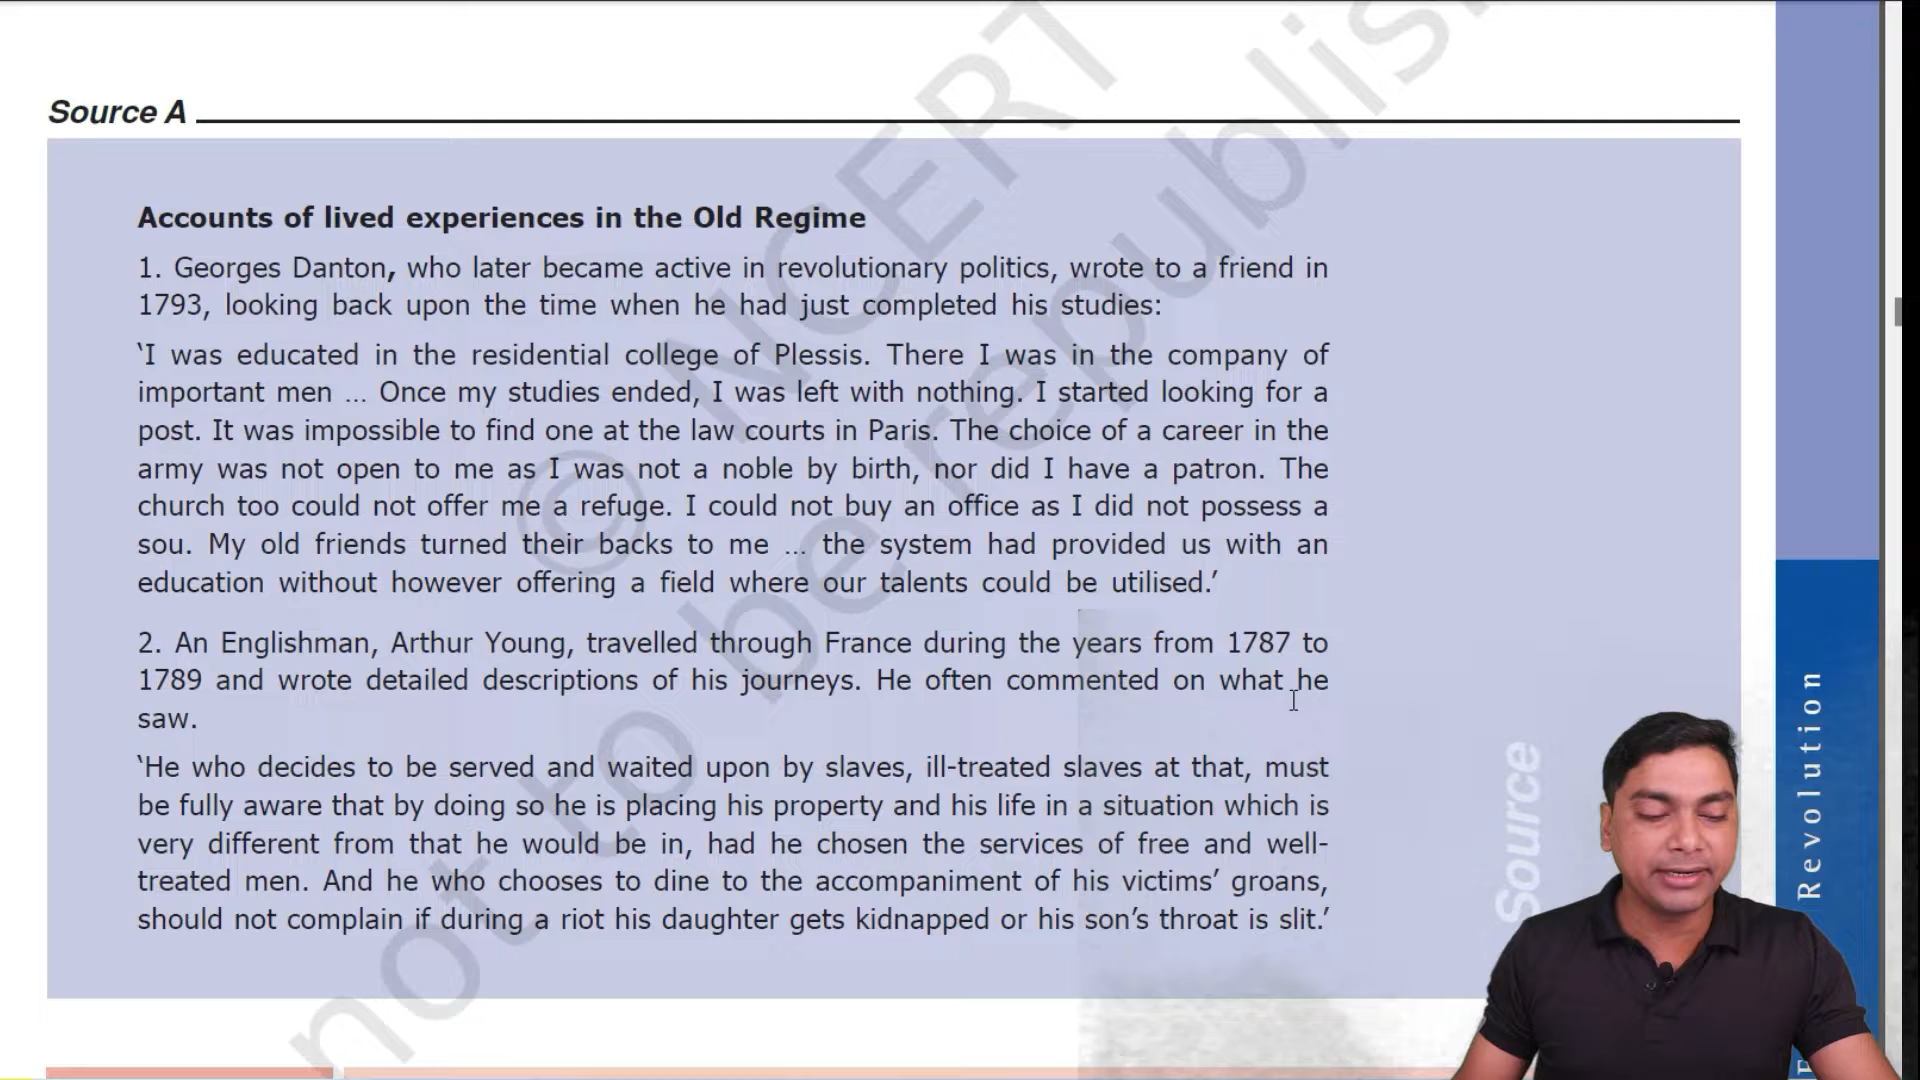 Source A
Accounts of lived experiences in the Old Regime
1. Georges Danton, who later became active in revolutionary politics, wrote to a friend in
1793, looking back upon the time when he had just completed his studies:
‘I was educated in the residential college of Plessis. There I was in the company of
important men … Once my studies ended, I was left with nothing. I started looking for a
post. It was impossible to find one at the law courts in Paris. The choice of a career in the
army was not open to me as I was not a noble by birth, nor did I have a patron. The
church too could not offer me a refuge. I could not buy an office as I did not possess a
sou. My old friends turned their backs to me … the system had provided us with an
education without however offering a field where our talents could be utilised.’
2. An Englishman, Arthur Young, travelled through France during the years from 1787 to
1789 and wrote detailed descriptions of his journeys. He often commented on what he
saw.
‘He who decides to be served and waited upon by slaves, ill-treated slaves at that, must
be fully aware that by doing so he is placing his property and his life in a situation which is
very different from that he would be in, had he chosen the services of free and well-
treated men. And he who chooses to dine to the accompaniment of his victims’ groans,
should not complain if during a riot his daughter gets kidnapped or his son’s throat is slit.’
Source
Revolution
© NCERT
not to be republis